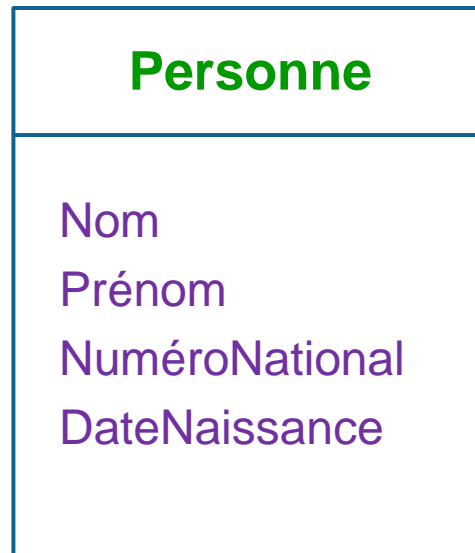 Personne
Nom
Prénom
NuméroNational
DateNaissance